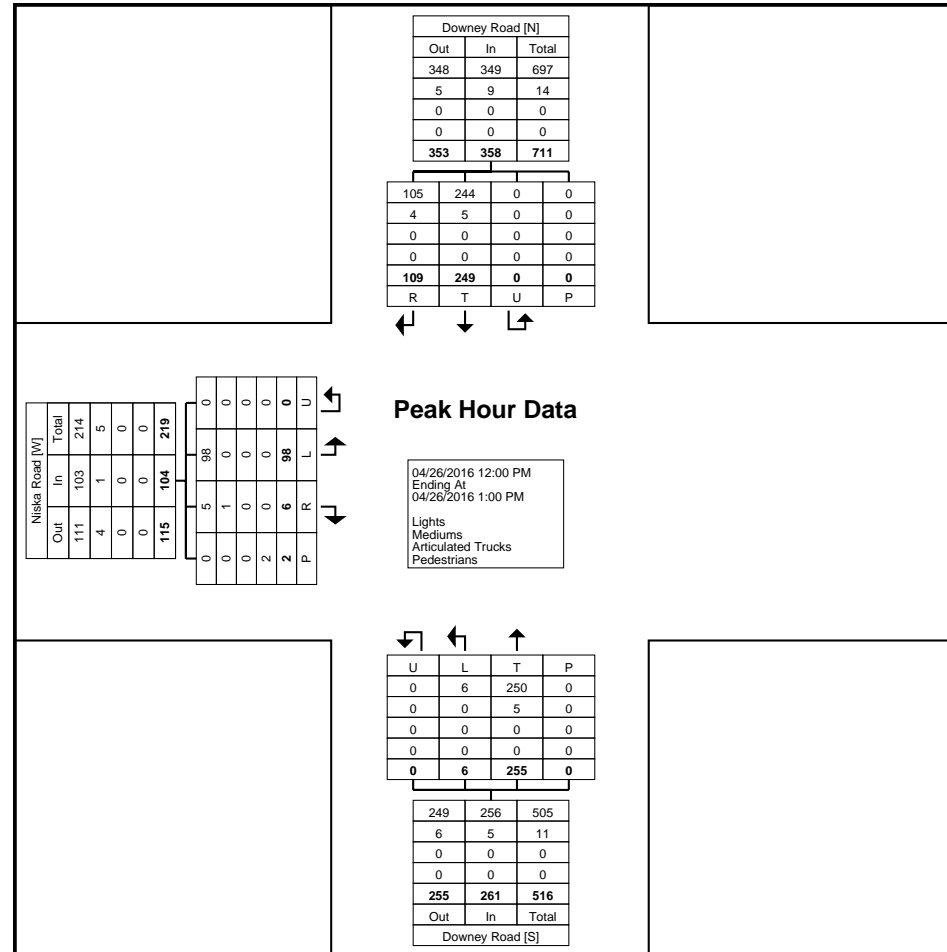 Downey Road [N]
Out In Total
348 349 697
5 9 14
0 0 0
0 0 0
353 358 711
105 244 0 0
4 5 0 0
0 0 0 0
0 0 0 0
109 249 0 0
R T U P
Peak Hour Data
04/26/2016 12:00 PM
Ending At
04/26/2016 1:00 PM
Lights
Mediums
Articulated Trucks
Pedestrians
Niska Road [W]
Out In Total
111 103 214
4 1 5
0 0 0
0 0 0
115 104 219
0 5 98 0
0 1 0 0
0 0 0 0
2 0 0 0
2 6 98 0
P R L U
U L T P
0 6 250 0
0 0 5 0
0 0 0 0
0 0 0 0
0 6 255 0
249 256 505
6 5 11
0 0 0
0 0 0
255 261 516
Out In Total
Downey Road [S]